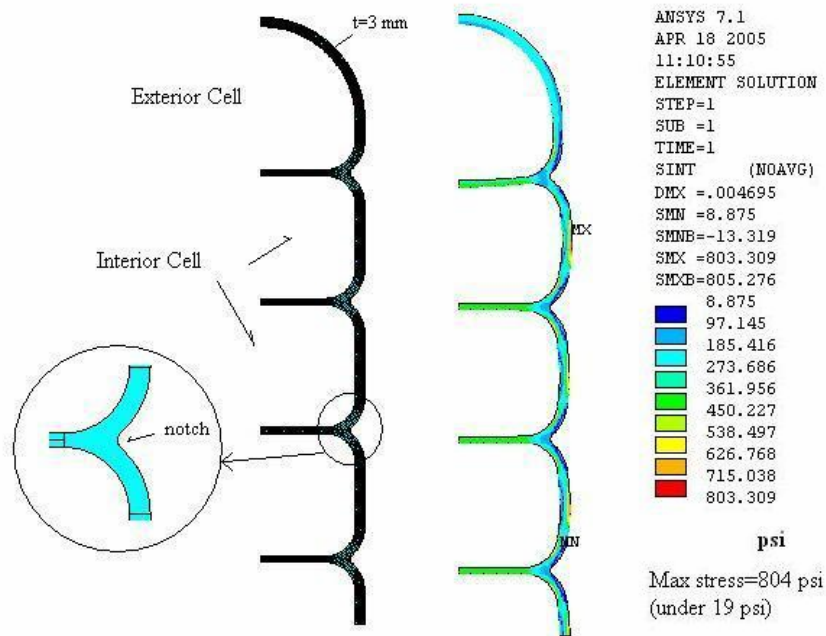 t=3 mm
Exterior Cell
Interior Cell
notch
MX
MN
ANSYS 7.1
APR 18 2005
11:10:55
ELEMENT SOLUTION
STEP=1
SUB =1
TIME=1
SINT (NOAVG)
DMX =.004695
SMN =8.875
SMNB=-13.319
SMX =803.309
SMXB=805.276
8.875
97.145
185.416
273.686
361.956
450.227
538.497
626.768
715.038
803.309
psi
Max stress=804 psi
(under 19 psi)